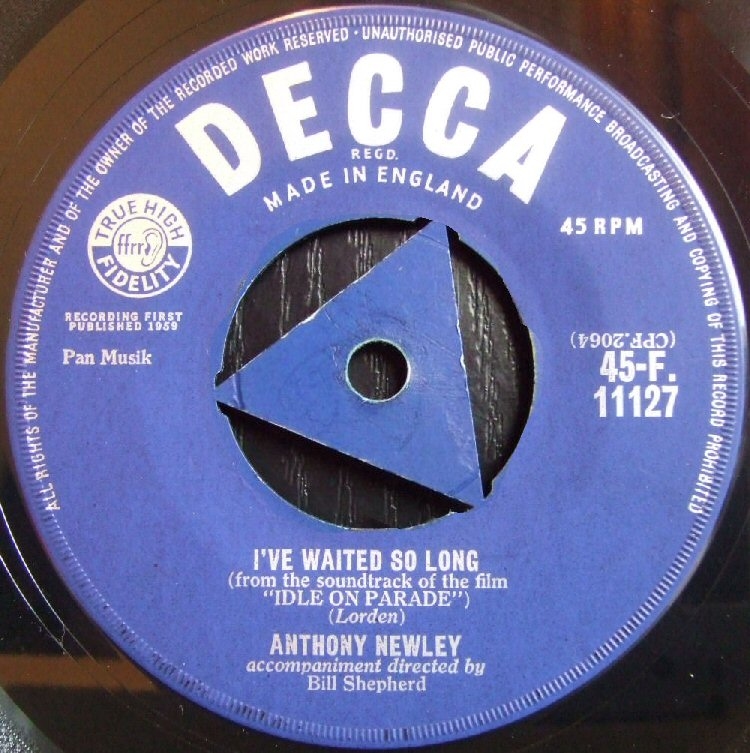 ALL RIGHTS OF THE MANUFACTURER AND OF THE OWNER OF THE RECORDED WORK RESERVED · UNAUTHORISED PUBLIC PERFORMANCE BROADCASTING AND COPYING OF THIS RECORD PROHIBITED
DECCA
REGD.
MADE IN ENGLAND
TRUE HIGH
ffrr
FIDELITY
45 RPM
RECORDING FIRST
PUBLISHED 1959
Pan Musik
(CPF.2064)
45-F.
11127
I'VE WAITED SO LONG
(from the soundtrack of the film
"IDLE ON PARADE")
(Lorden)
ANTHONY NEWLEY
accompaniment directed by
Bill Shepherd